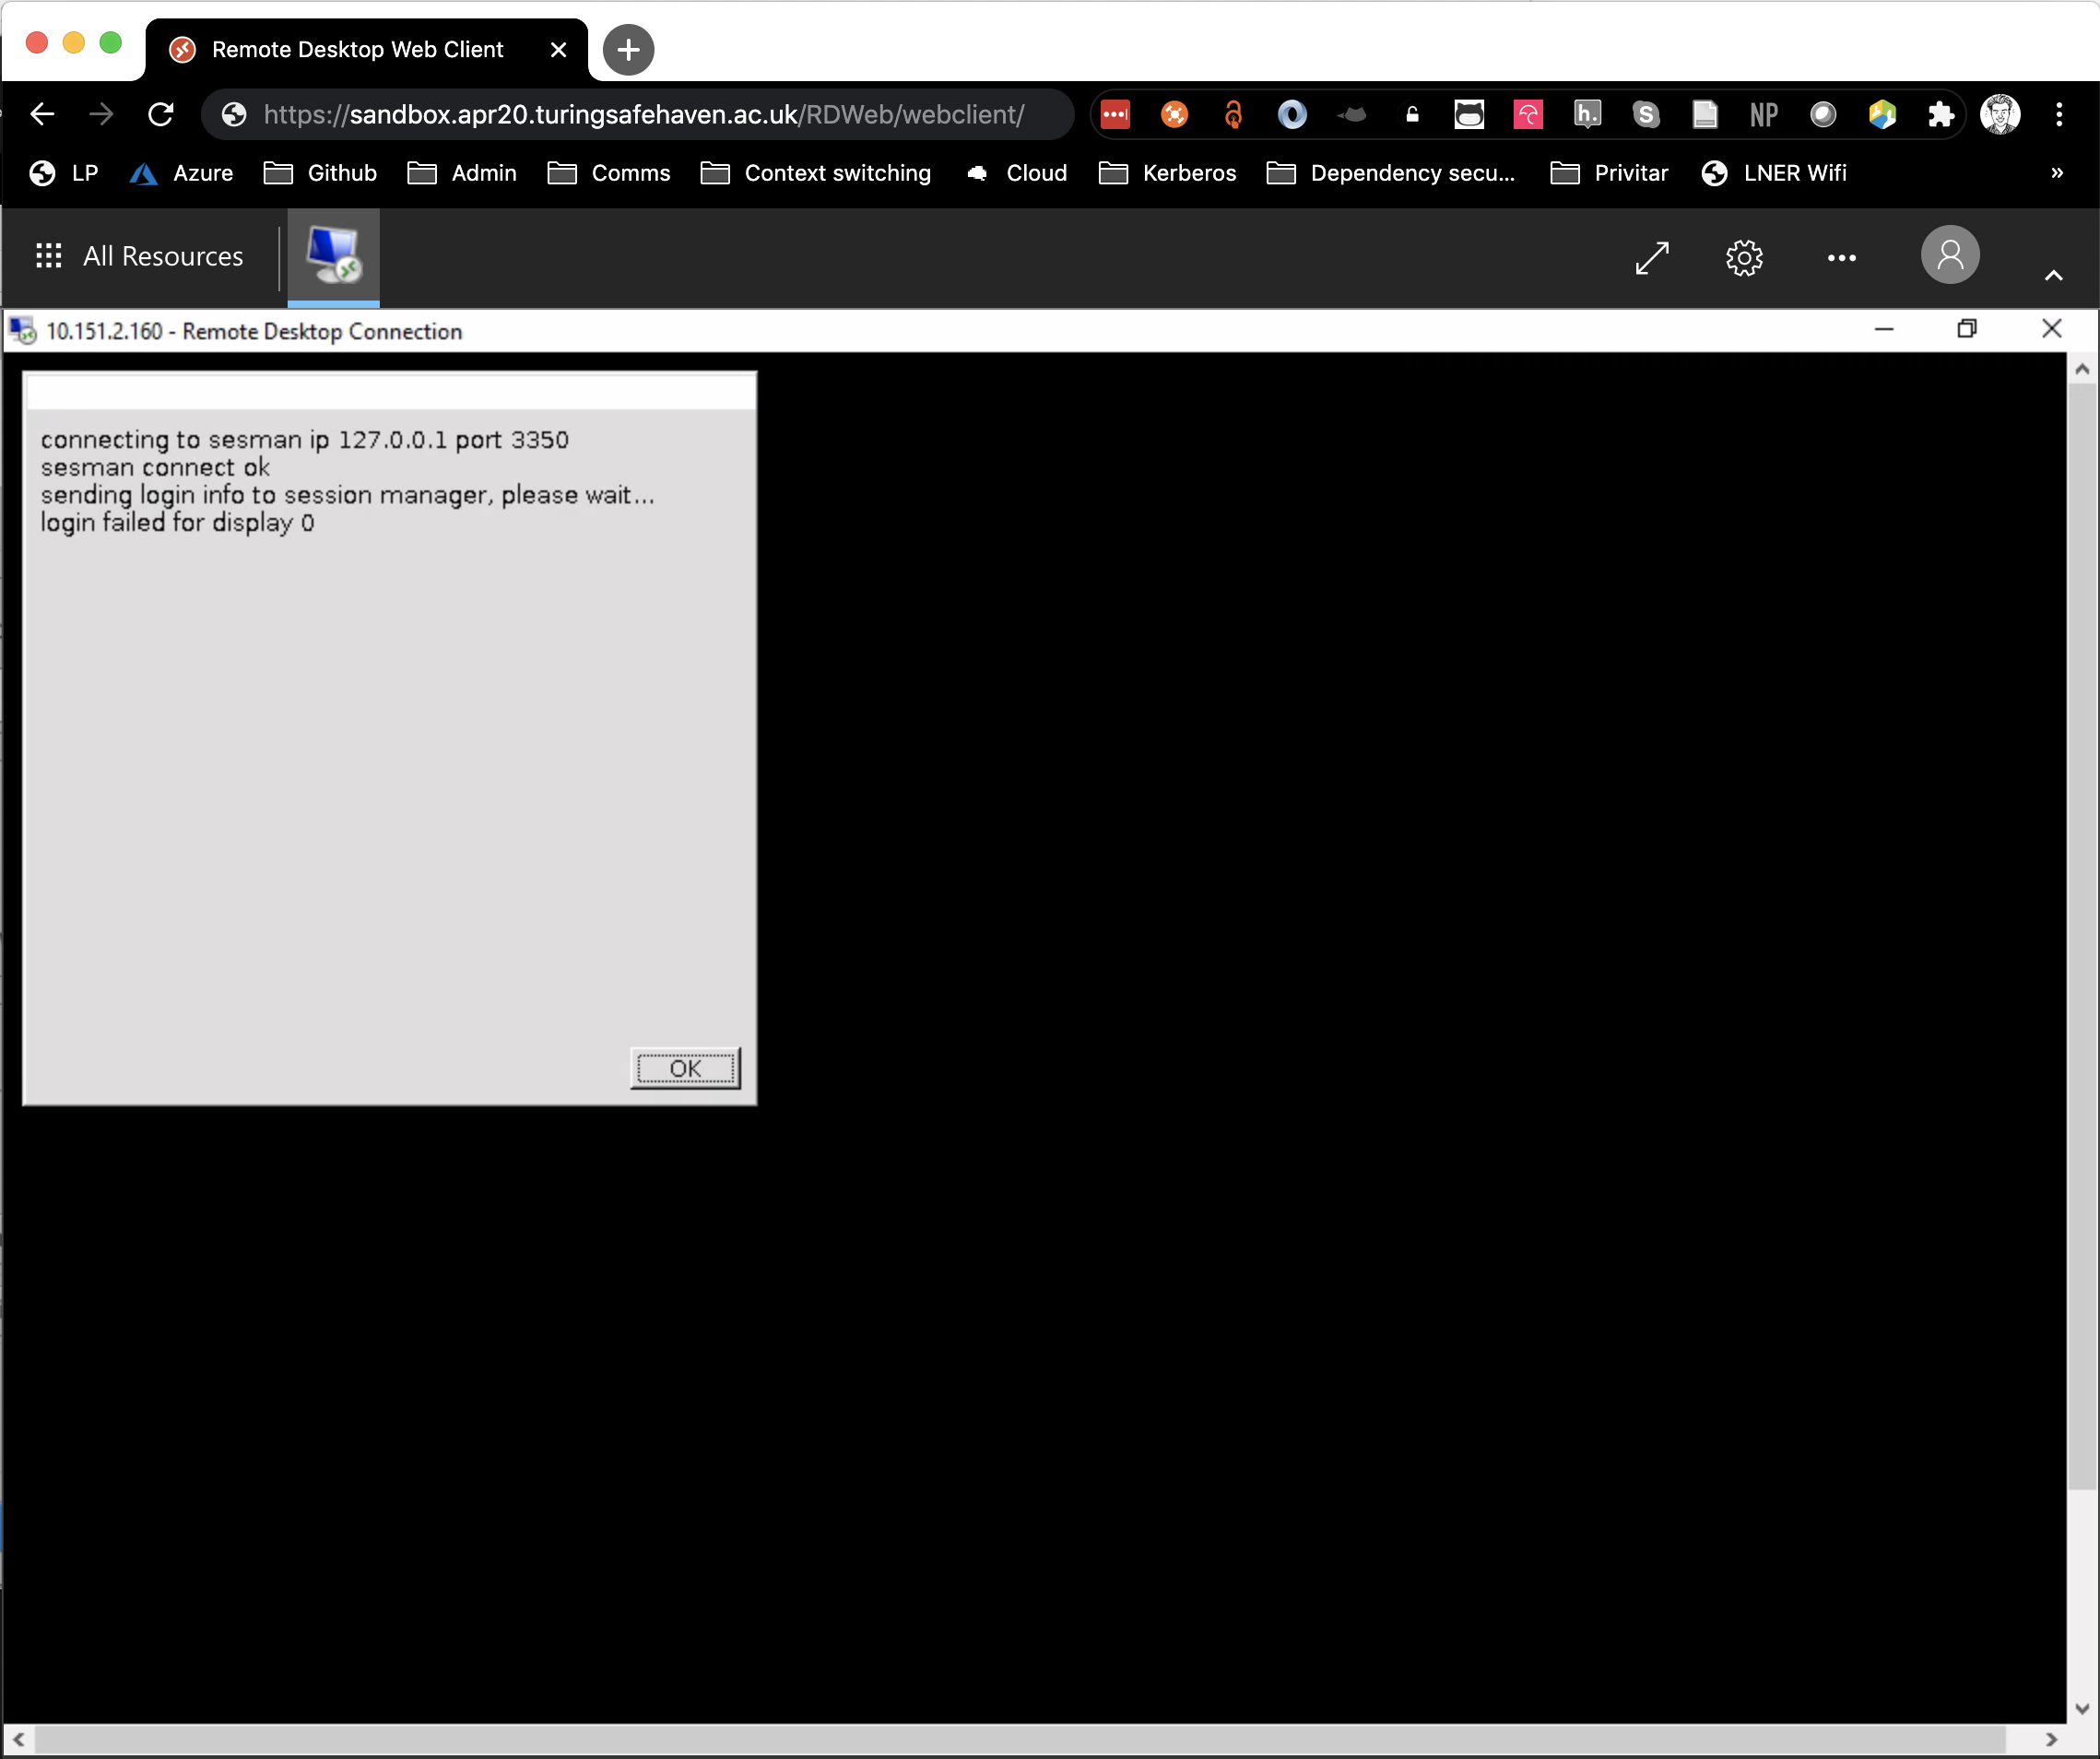 Remote Desktop Web Client
https://sandbox.apr20.turingsafehaven.ac.uk/RDWeb/webclient/
h. S NP
LP Azure Github Admin Comms Context switching Cloud Kerberos Dependency secu... Privitar LNER Wifi »
All Resources
10.151.2.160 - Remote Desktop Connection
connecting to sesman ip 127.0.0.1 port 3350
sesman connect ok
sending login info to session manager, please wait...
login failed for display 0
OK